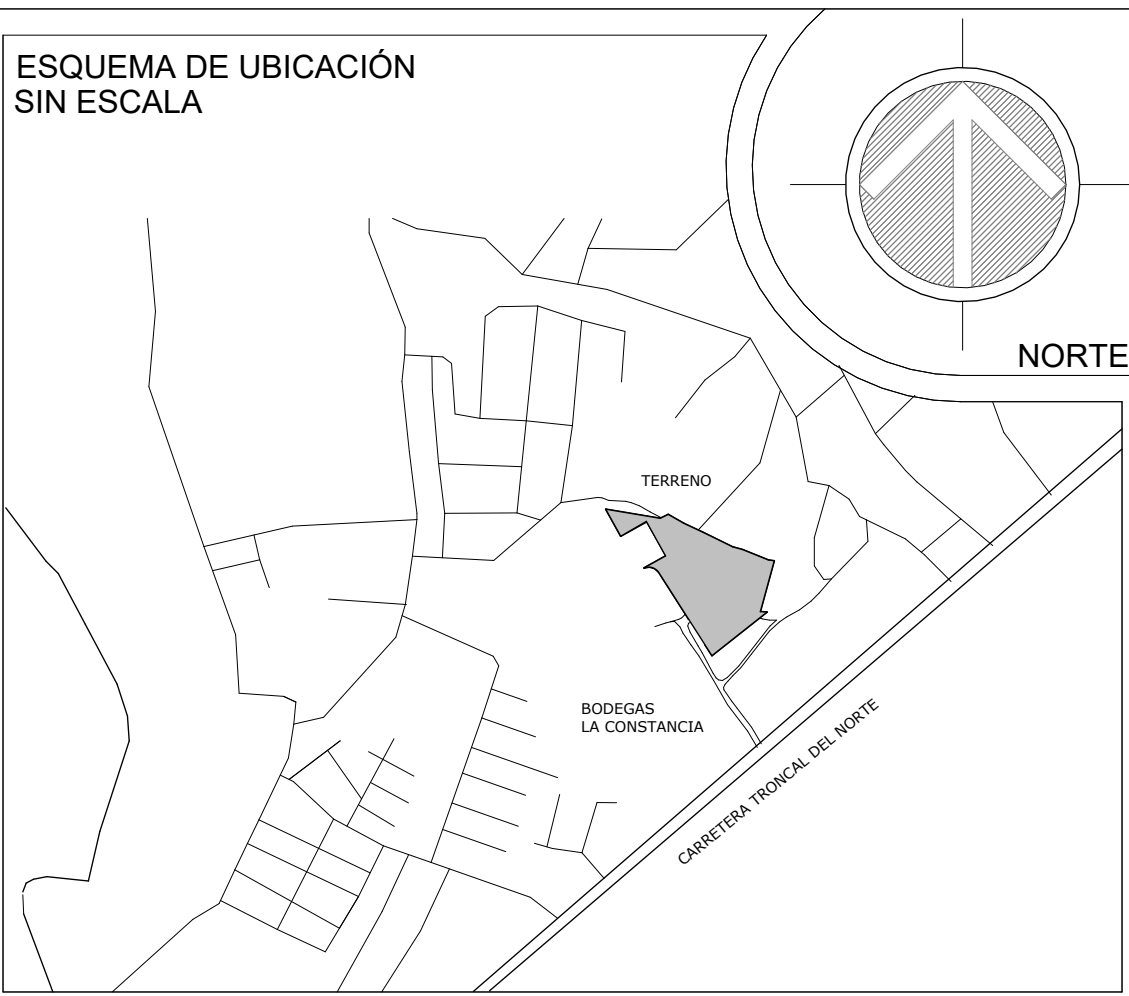 ESQUEMA DE UBICACIÓN
SIN ESCALA
NORTE
TERRENO
BODEGAS
LA CONSTANCIA
CARRETERA TRONCAL DEL NORTE